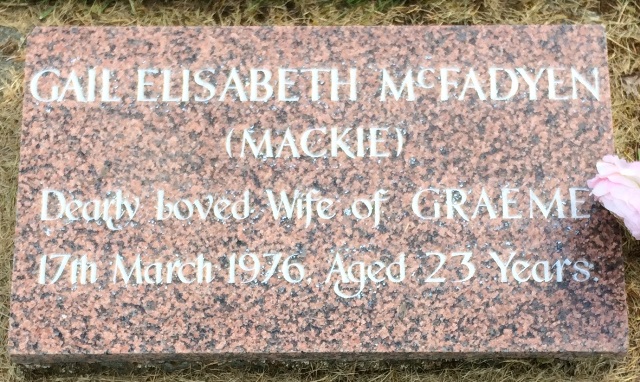 GAIL ELISABETH McFADYEN
(MACKIE)
Dearly loved Wife of GRAEME
17th March 1976. Aged 23 Years.